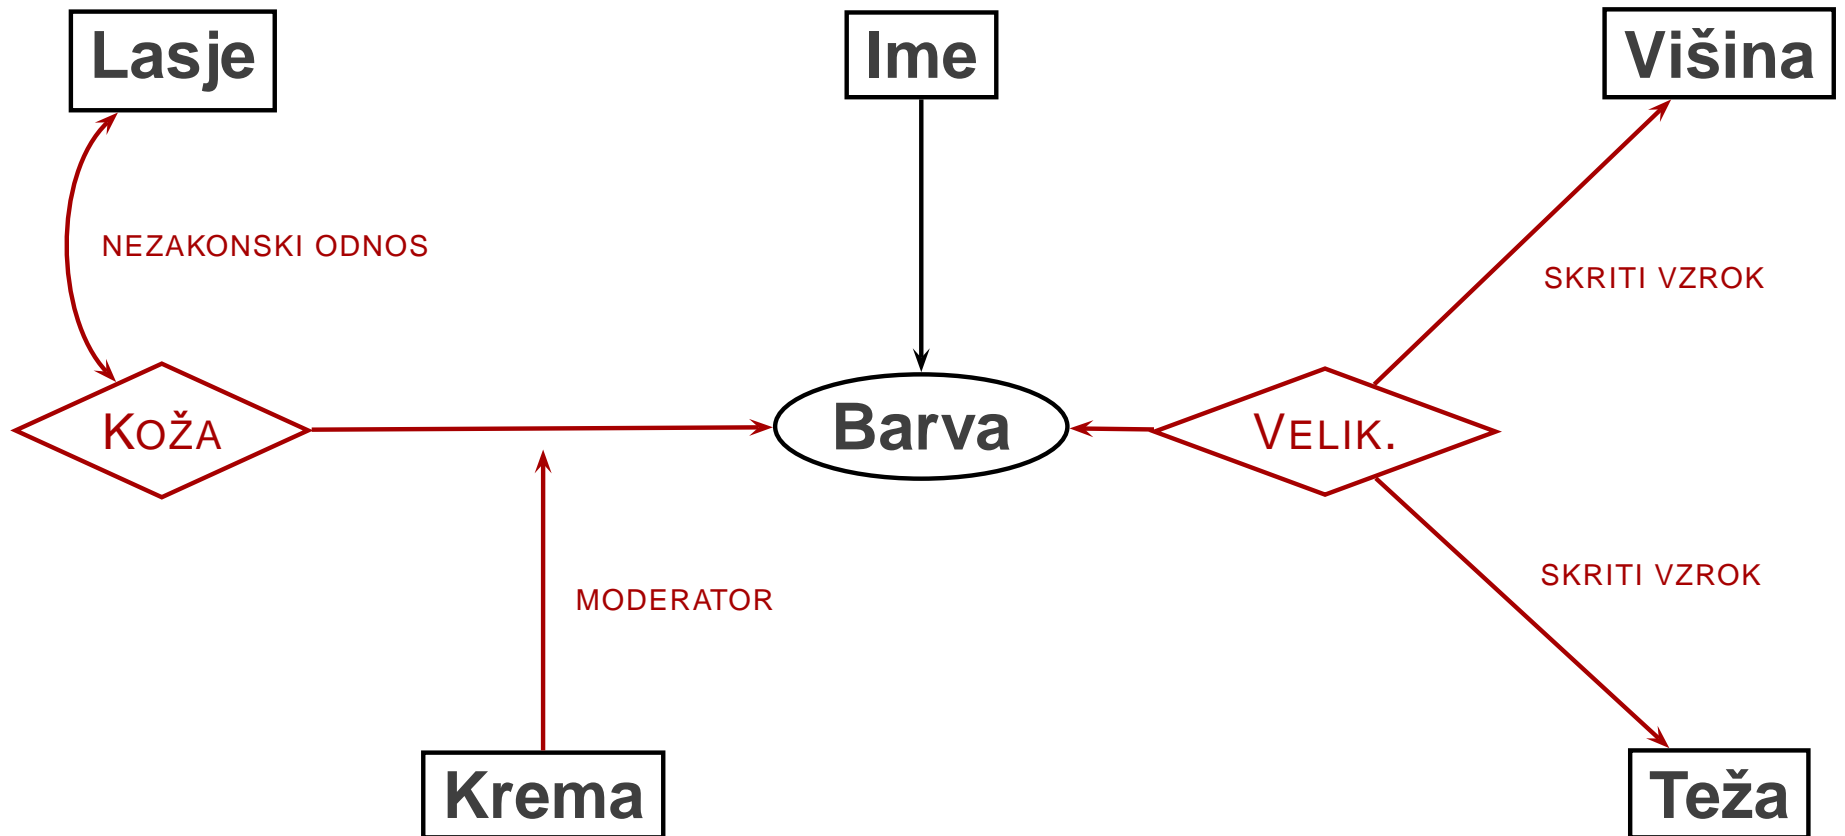 Lasje
Ime
Višina
NEZAKONSKI ODNOS
SKRITI VZROK
KOŽA
Barva
VELIK.
SKRITI VZROK
MODERATOR
Krema
Teža